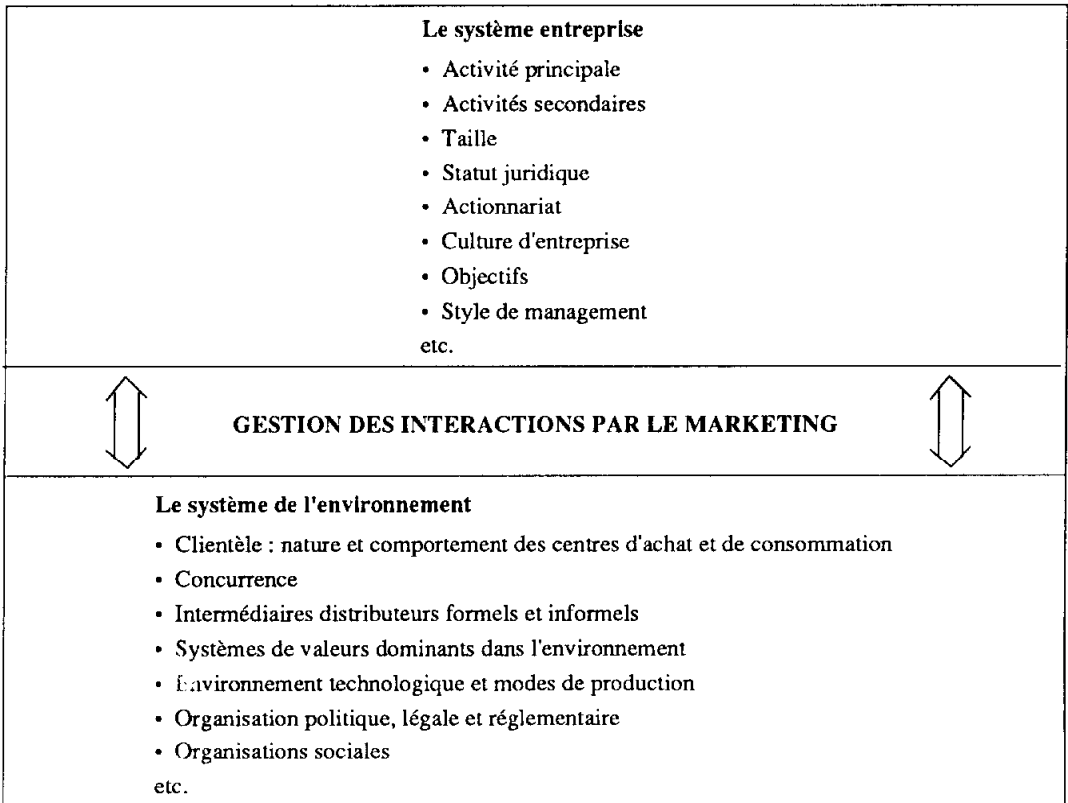 Le système entreprise
• Activité principale
• Activités secondaires
• Taille
• Statut juridique
• Actionnariat
• Culture d'entreprise
• Objectifs
• Style de management
etc.
GESTION DES INTERACTIONS PAR LE MARKETING
Le système de l'environnement
• Clientèle : nature et comportement des centres d'achat et de consommation
• Concurrence
• Intermédiaires distributeurs formels et informels
• Systèmes de valeurs dominants dans l'environnement
• Environnement technologique et modes de production
• Organisation politique, légale et réglementaire
• Organisations sociales
etc.